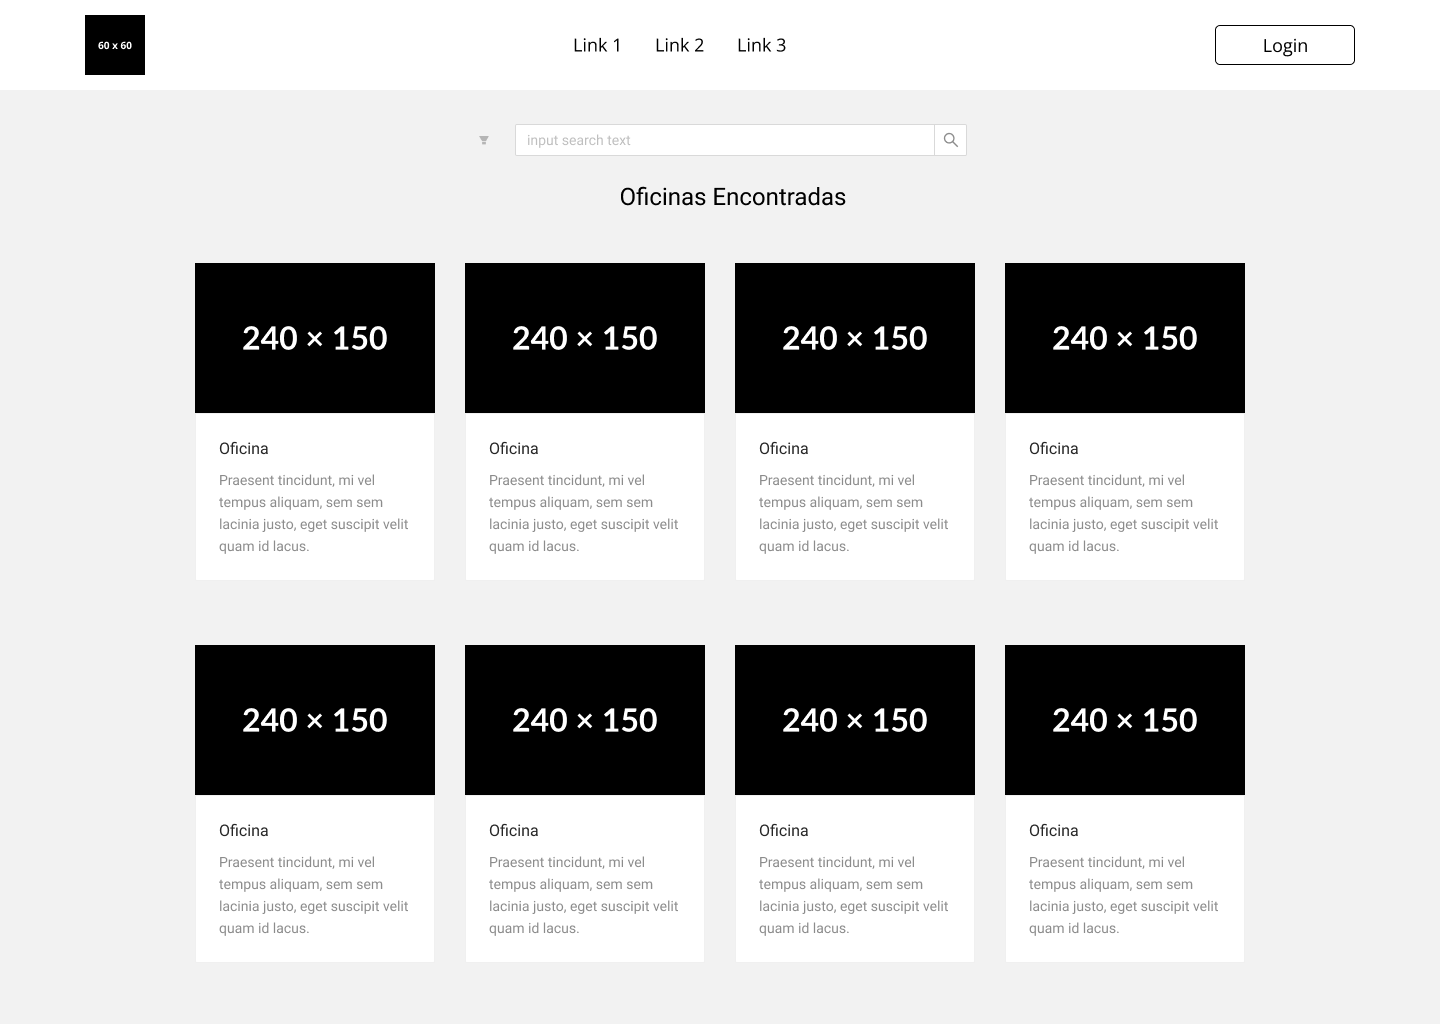 60 x 60
Link 1 Link 2 Link 3
Login
input search text
Oficinas Encontradas
240 × 150
Oficina
Praesent tincidunt, mi vel
tempus aliquam, sem sem
lacinia justo, eget suscipit velit
quam id lacus.
240 × 150
Oficina
Praesent tincidunt, mi vel
tempus aliquam, sem sem
lacinia justo, eget suscipit velit
quam id lacus.
240 × 150
Oficina
Praesent tincidunt, mi vel
tempus aliquam, sem sem
lacinia justo, eget suscipit velit
quam id lacus.
240 × 150
Oficina
Praesent tincidunt, mi vel
tempus aliquam, sem sem
lacinia justo, eget suscipit velit
quam id lacus.
240 × 150
Oficina
Praesent tincidunt, mi vel
tempus aliquam, sem sem
lacinia justo, eget suscipit velit
quam id lacus.
240 × 150
Oficina
Praesent tincidunt, mi vel
tempus aliquam, sem sem
lacinia justo, eget suscipit velit
quam id lacus.
240 × 150
Oficina
Praesent tincidunt, mi vel
tempus aliquam, sem sem
lacinia justo, eget suscipit velit
quam id lacus.
240 × 150
Oficina
Praesent tincidunt, mi vel
tempus aliquam, sem sem
lacinia justo, eget suscipit velit
quam id lacus.